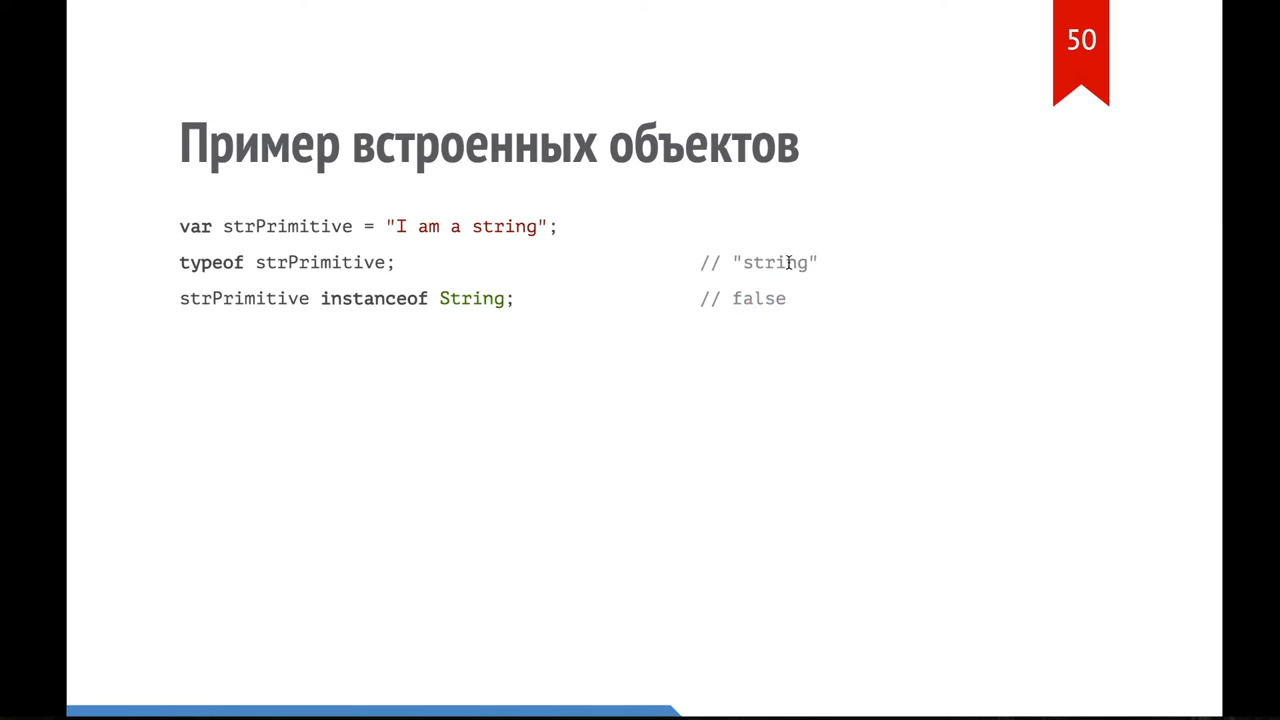 50
Пример встроенных объектов
var strPrimitive = "I am a string";
typeof strPrimitive; // "string"
strPrimitive instanceof String; // false